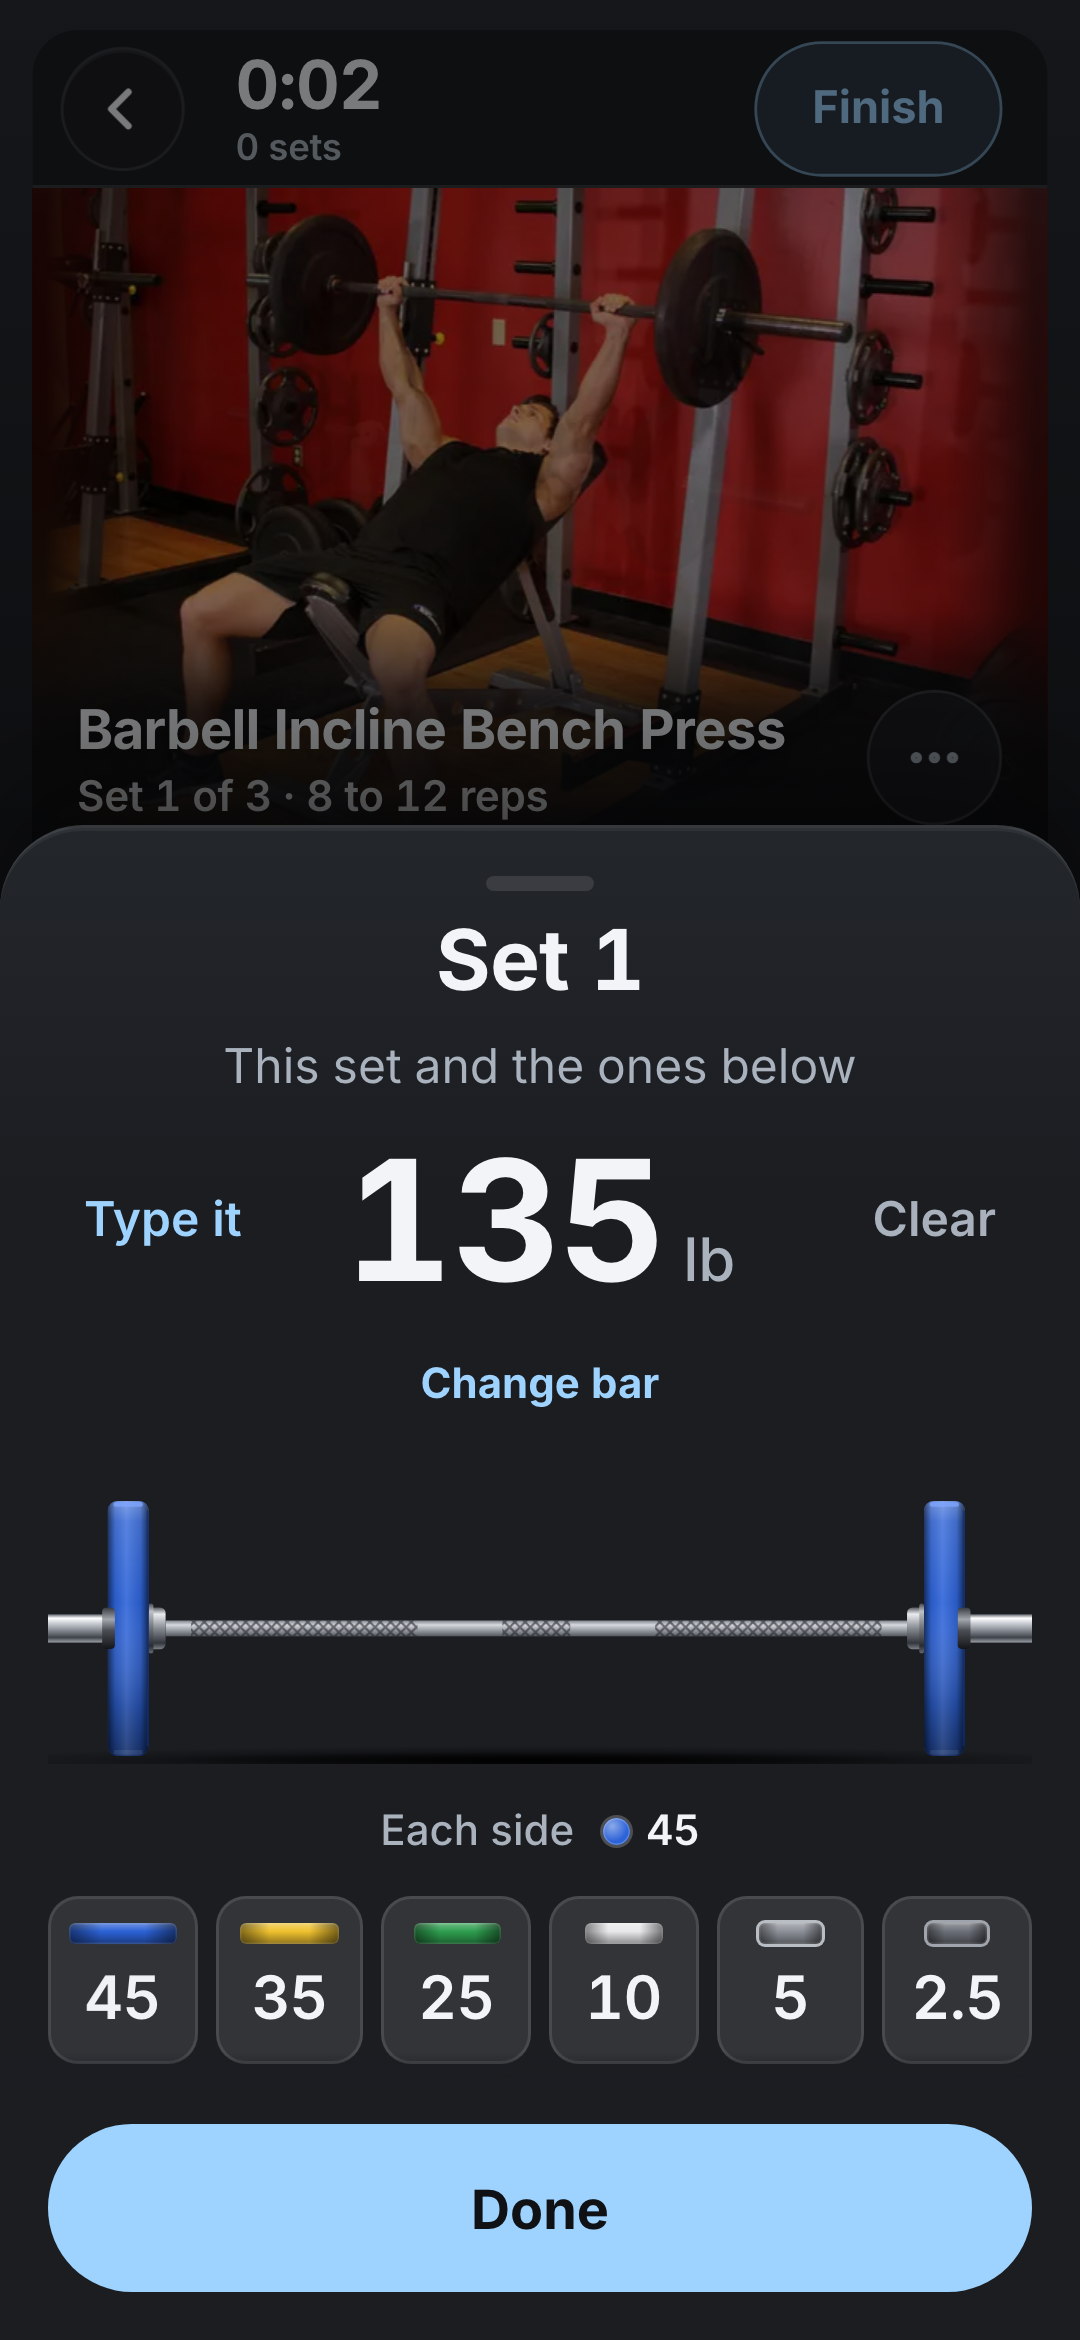 0:02
0 sets
Finish
Barbell Incline Bench Press
Set 1 of 3 · 8 to 12 reps
Set 1
This set and the ones below
Type it
135 lb
Clear
Change bar
Each side 45
45 35 25 10 5 2.5
Done